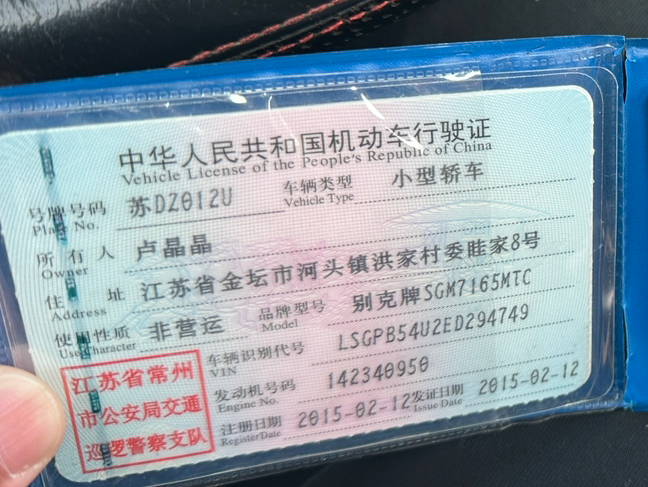 中华人民共和国机动车行驶证
Vehicle License of the People's Republic of China
号牌号码 苏DZ012U 车辆类型 小型轿车
Plate No. Vehicle Type
所有人 卢晶晶
Owner
住址 江苏省金坛市河头镇洪家村委眭家8号
Address
使用性质 非营运 品牌型号 别克牌SGM7165MTC
Use Character Model
车辆识别代号 LSGPB54U2ED294749
VIN
发动机号码 142340950
Engine No.
注册日期 2015-02-12 发证日期 2015-02-12
Register Date Issue Date
江苏省常州
市公安局交通
巡逻警察支队